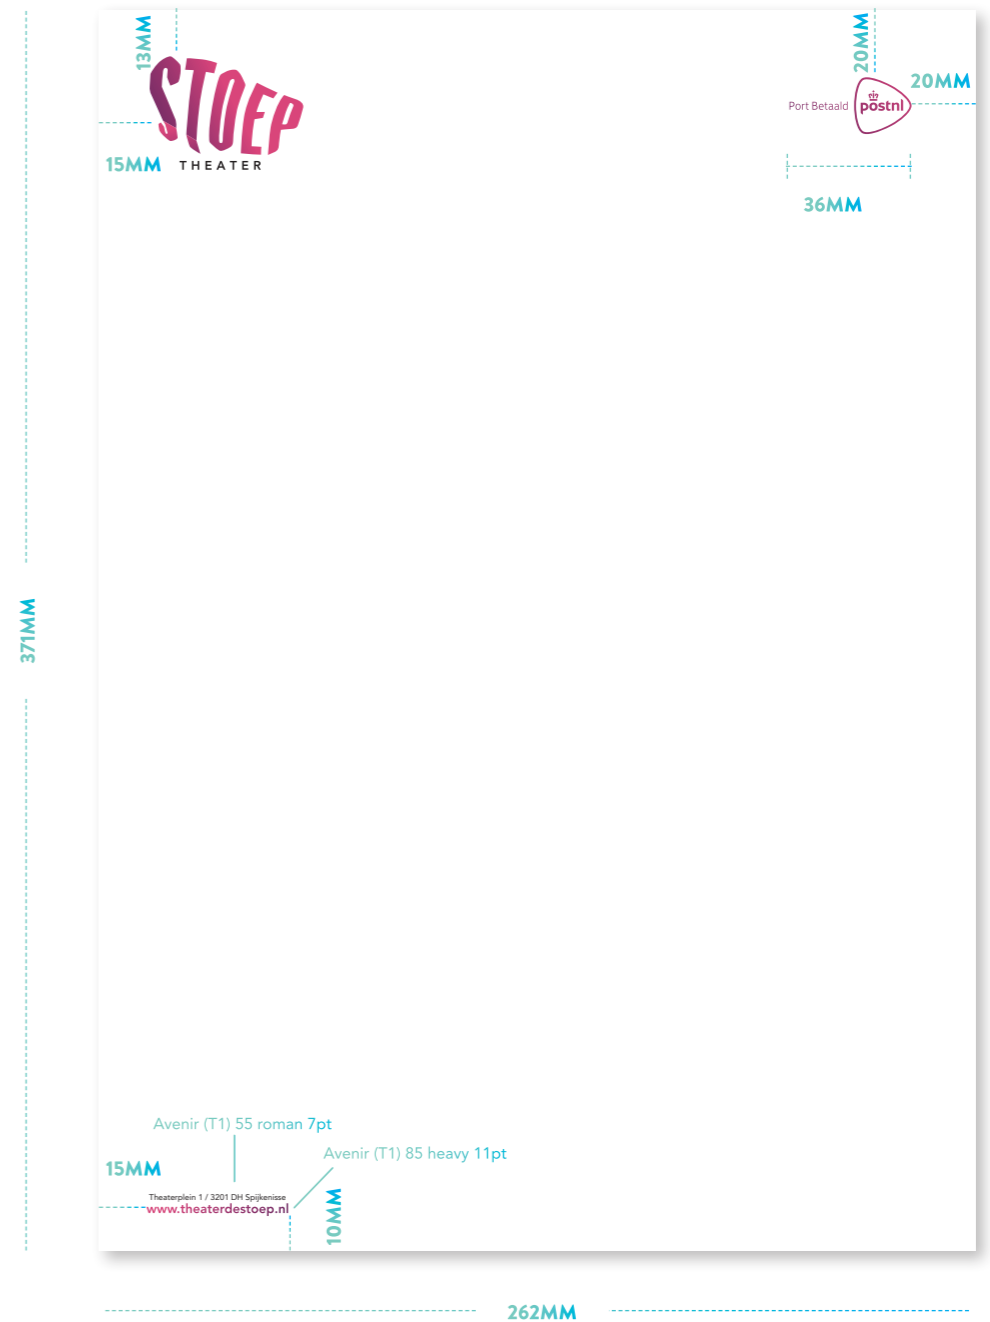 13MM
STOEP
THEATER
15MM
20MM
20MM
Port Betaald
postnl
36MM
371MM
Avenir (T1) 55 roman 7pt
Avenir (T1) 85 heavy 11pt
15MM
Theaterplein 1 / 3201 DH Spijkenisse
www.theaterdestoep.nl
10MM
262MM